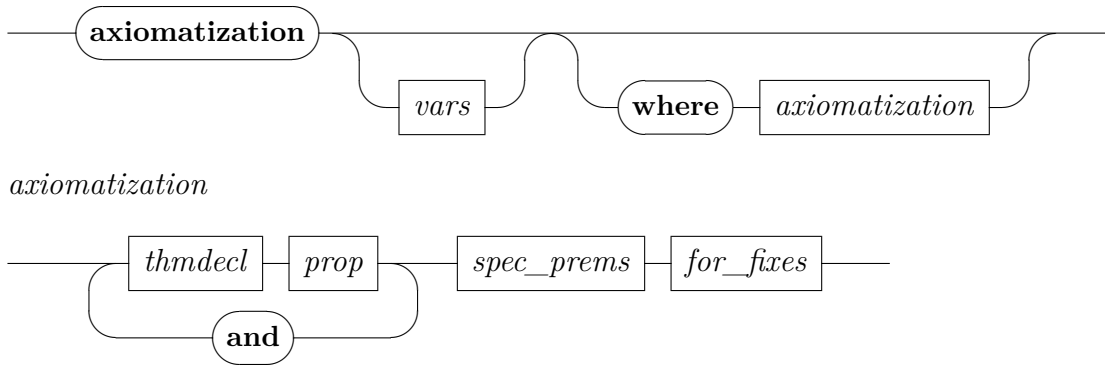 axiomatization
vars
where axiomatization
axiomatization
thmdecl prop spec_prems for_fixes
and